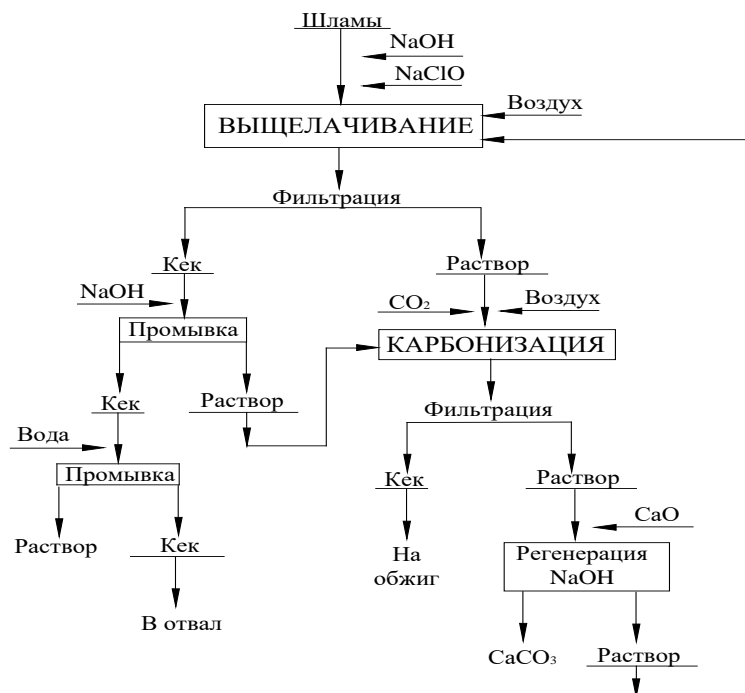 Шламы
NaOH
NaClO
Воздух
ВЫЩЕЛАЧИВАНИЕ
Фильтрация
Кек
Раствор
NaOH
CO₂
Воздух
Промывка
КАРБОНИЗАЦИЯ
Кек
Раствор
Фильтрация
Вода
Промывка
Кек
Раствор
CaO
Раствор
Кек
На
обжиг
Регенерация
NaOH
В отвал
CaCO₃
Раствор